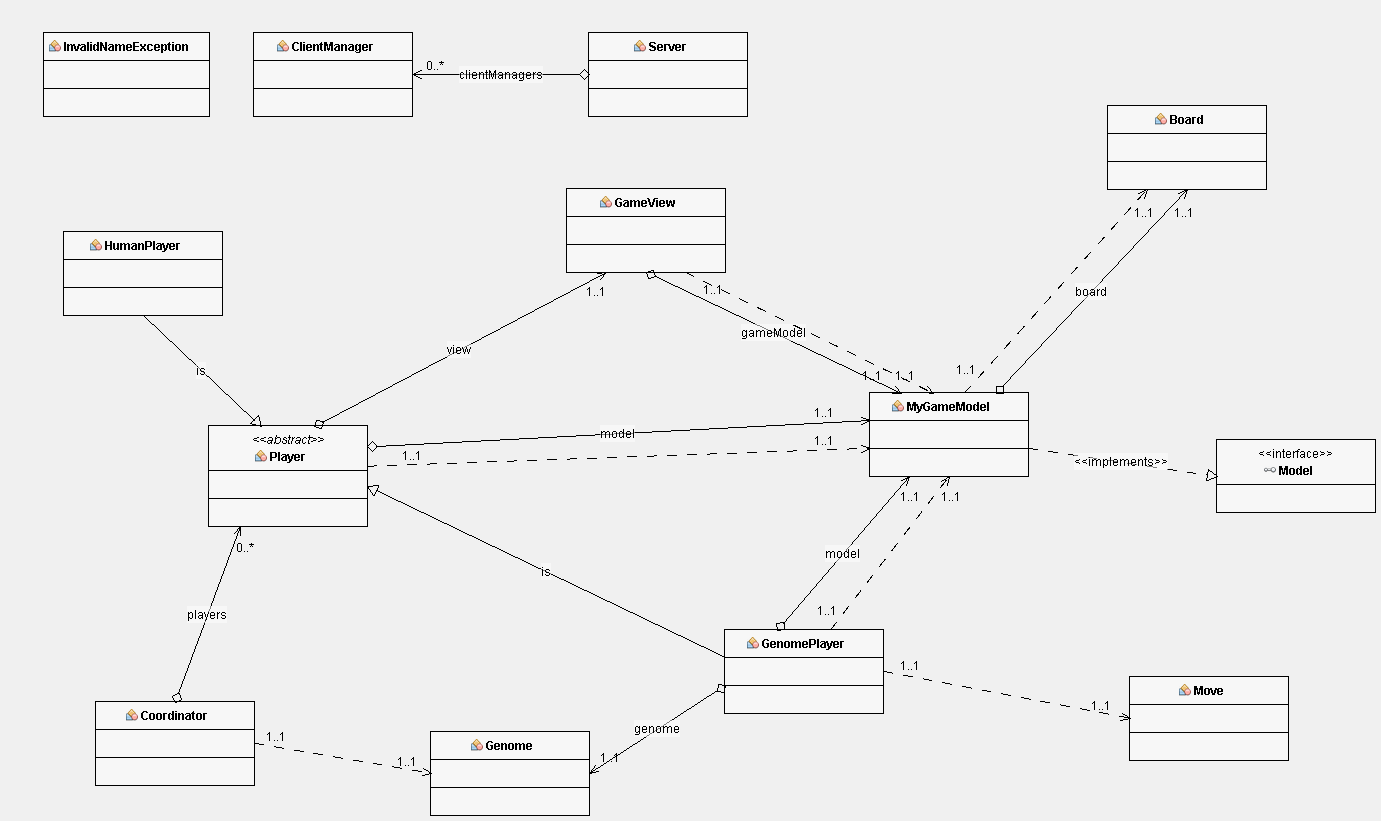 InvalidNameException
ClientManager
Server
0..*
clientManagers
Board
GameView
HumanPlayer
1..1
1..1
1..1
1..1
board
gameModel
view
is
1..1
1..1
1..1
MyGameModel
1..1
model
<<abstract>>
Player
1..1
1..1
<<implements>>
<<interface>>
Model
1..1
1..1
0..*
model
is
players
1..1
genome
GenomePlayer
1..1
Move
1..1
Coordinator
1..1
1..1
Genome
1..1